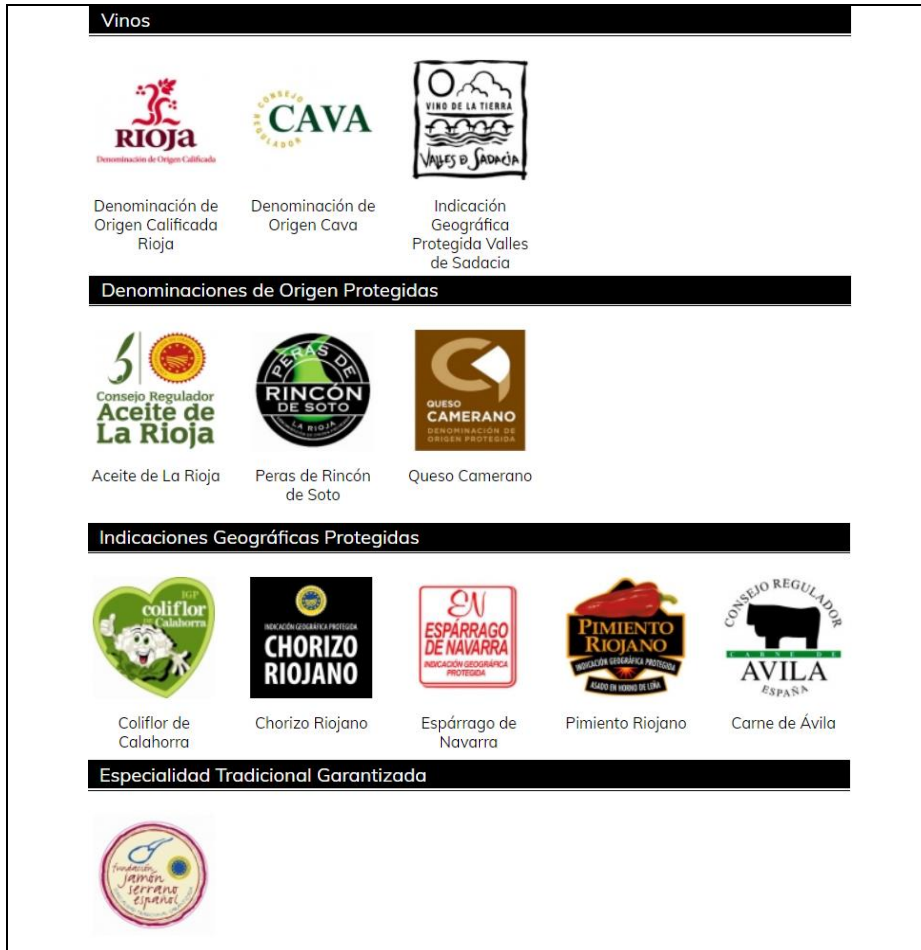 Vinos
CONSEJO REGULADOR
CAVA
VINO DE LA TIERRA
VALLES D SADACIA
RIOJA
Denominación de Origen Calificada
Denominación de
Origen Calificada
Rioja
Denominación de
Origen Cava
Indicación
Geográfica
Protegida Valles
de Sadacia
Denominaciones de Origen Protegidas
Consejo Regulador
Aceite de
La Rioja
PERAS DE
RINCÓN
DE SOTO
LA RIOJA
QUESO
CAMERANO
DENOMINACIÓN DE
ORIGEN PROTEGIDA
Aceite de La Rioja
Peras de Rincón
de Soto
Queso Camerano
Indicaciones Geográficas Protegidas
IGP
coliflor
DE Calahorra
INDICACIÓN GEOGRÁFICA PROTEGIDA
CHORIZO
RIOJANO
EN
ESPÁRRAGO
DE NAVARRA
INDICACIÓN GEOGRÁFICA
PROTEGIDA
PIMIENTO
RIOJANO
INDICACIÓN GEOGRÁFICA PROTEGIDA
ASADO EN HORNO DE LEÑA
CONSEJO REGULADOR
CARNE DE
AVILA
ESPAÑA
Coliflor de
Calahorra
Chorizo Riojano
Espárrago de
Navarra
Pimiento Riojano
Carne de Ávila
Especialidad Tradicional Garantizada
fundación
jamón
serrano
español